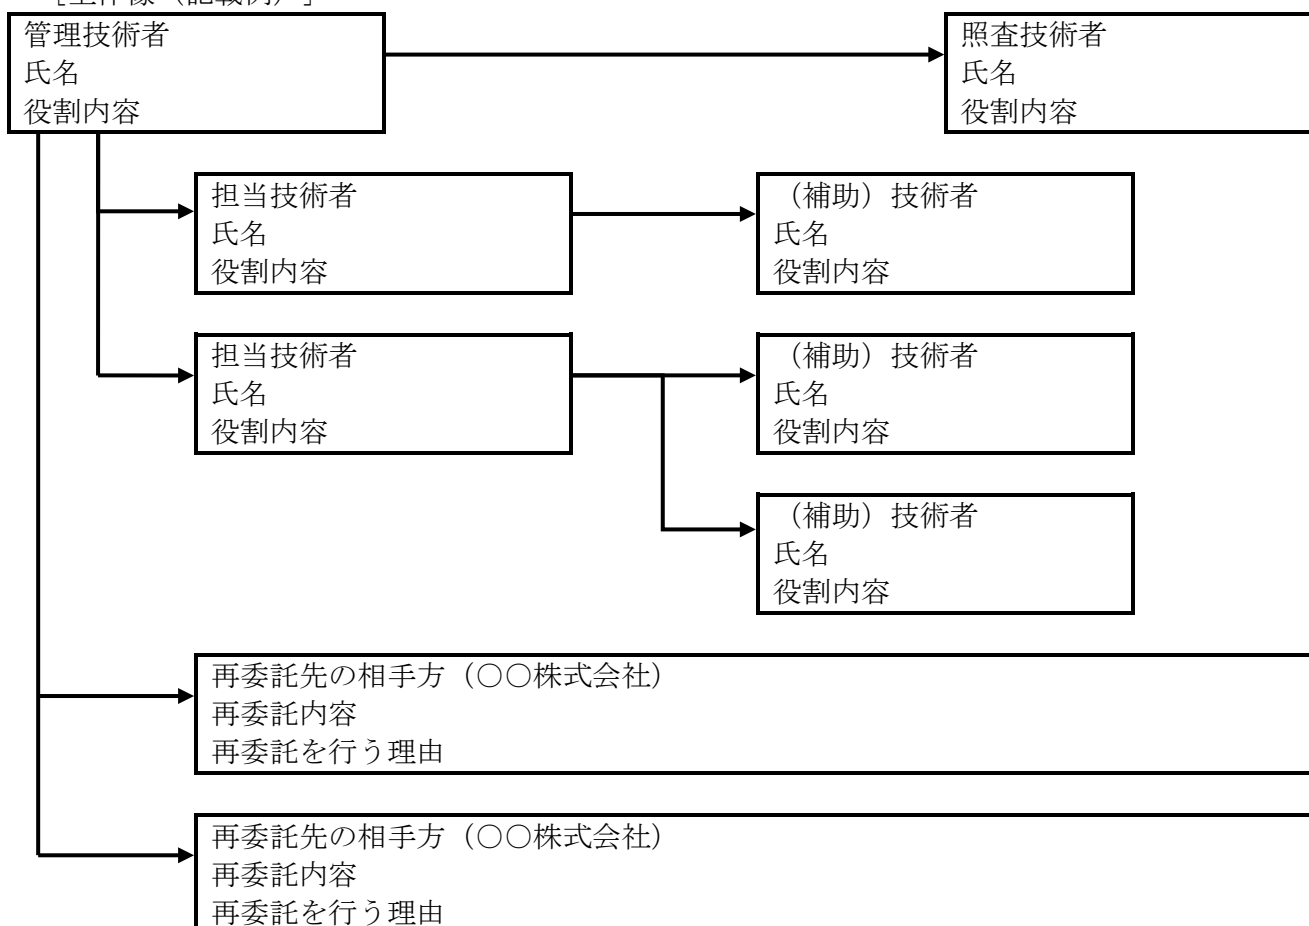 管理技術者
氏名
役割内容
照査技術者
氏名
役割内容
担当技術者
氏名
役割内容
（補助）技術者
氏名
役割内容
担当技術者
氏名
役割内容
（補助）技術者
氏名
役割内容
（補助）技術者
氏名
役割内容
再委託先の相手方（○○株式会社）
再委託内容
再委託を行う理由
再委託先の相手方（○○株式会社）
再委託内容
再委託を行う理由